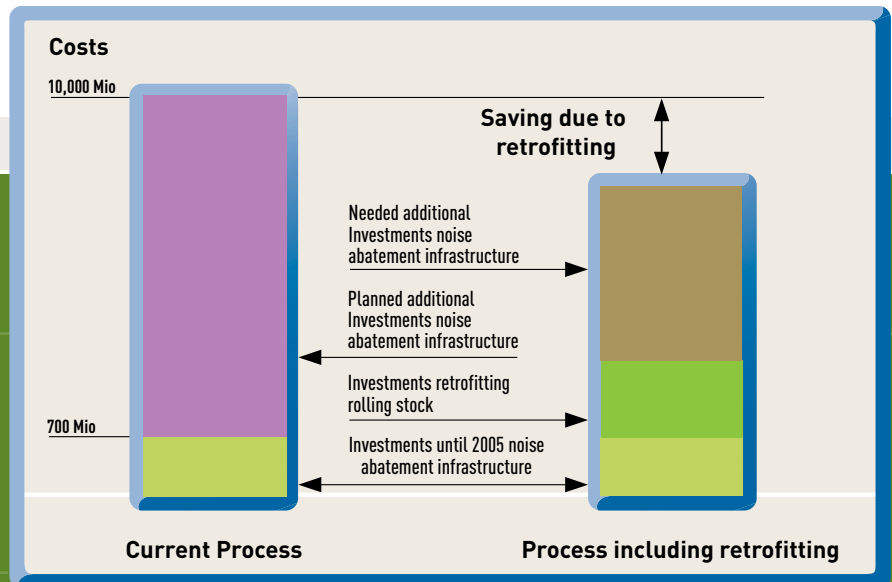 Costs
10,000 Mio
Saving due to
retrofitting
Needed additional
Investments noise
abatement infrastructure
Planned additional
Investments noise
abatement infrastructure
Investments retrofitting
rolling stock
700 Mio
Investments until 2005 noise
abatement infrastructure
Current Process
Process including retrofitting